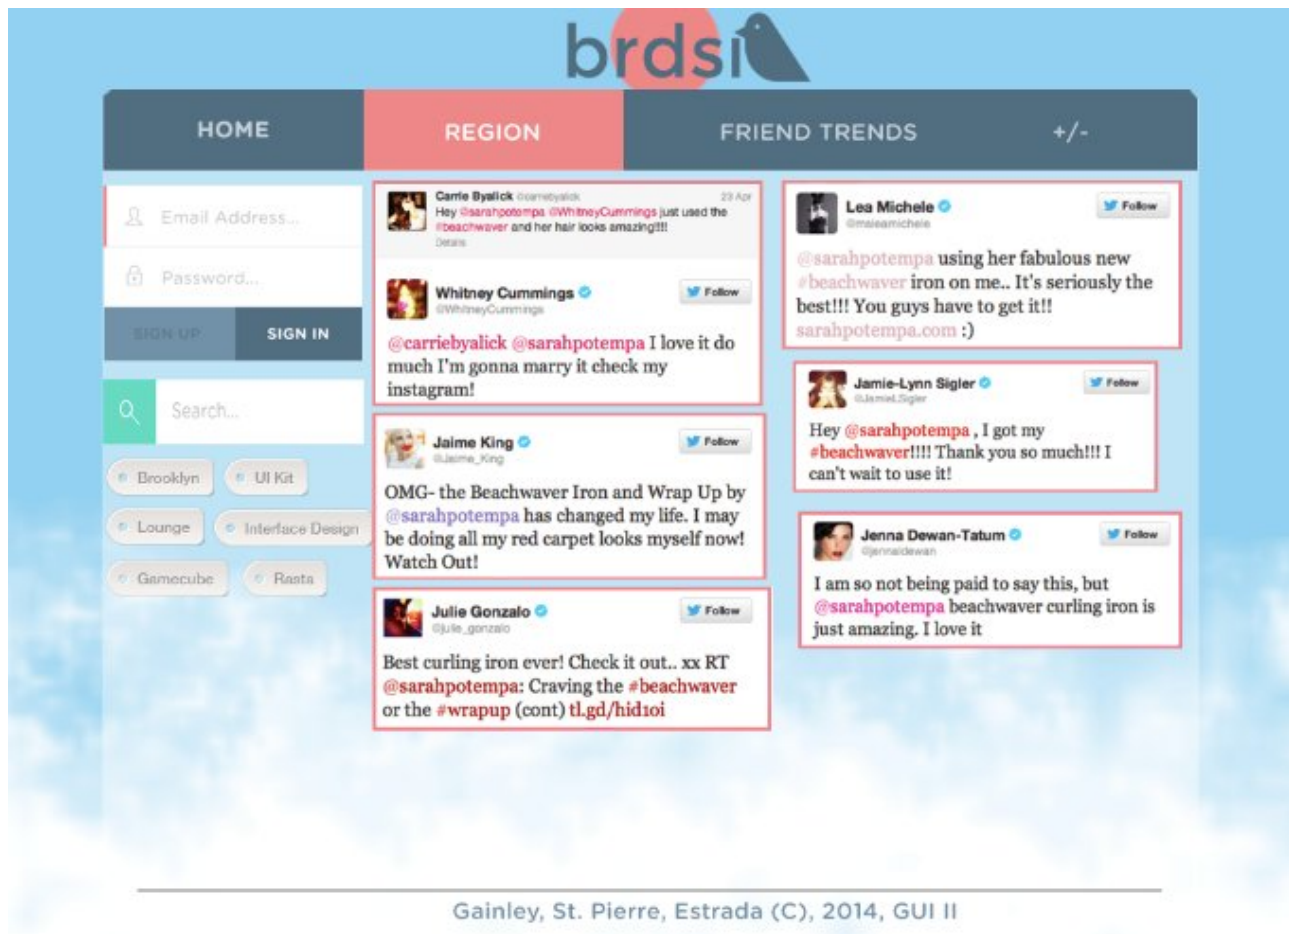 brdsi
HOME
REGION
FRIEND TRENDS
+/-
Email Address...
Password...
SIGN UP
SIGN IN
Search...
Brooklyn
UI Kit
Lounge
Interface Design
Gamecube
Rasta
Carrie Byalick @carriebyalick
23 Apr
Hey @sarahpotempa @WhitneyCummings just used the
#beachwaver and her hair looks amazing!!!!
Details
Whitney Cummings
Follow
@WhitneyCummings
@carriebyalick @sarahpotempa I love it do
much I'm gonna marry it check my
instagram!
Jaime King
Follow
@Jaime_King
OMG- the Beachwaver Iron and Wrap Up by
@sarahpotempa has changed my life. I may
be doing all my red carpet looks myself now!
Watch Out!
Julie Gonzalo
Follow
@julie_gonzalo
Best curling iron ever! Check it out.. xx RT
@sarahpotempa: Craving the #beachwaver
or the #wrapup (cont) tl.gd/hid1oi
Lea Michele
Follow
@msleamichele
@sarahpotempa using her fabulous new
#beachwaver iron on me.. It's seriously the
best!!! You guys have to get it!!
sarahpotempa.com :)
Jamie-Lynn Sigler
Follow
@JamieLSigler
Hey @sarahpotempa , I got my
#beachwaver!!!! Thank you so much!!! I
can't wait to use it!
Jenna Dewan-Tatum
Follow
@jennaldewan
I am so not being paid to say this, but
@sarahpotempa beachwaver curling iron is
just amazing. I love it
Gainley, St. Pierre, Estrada (C), 2014, GUI II